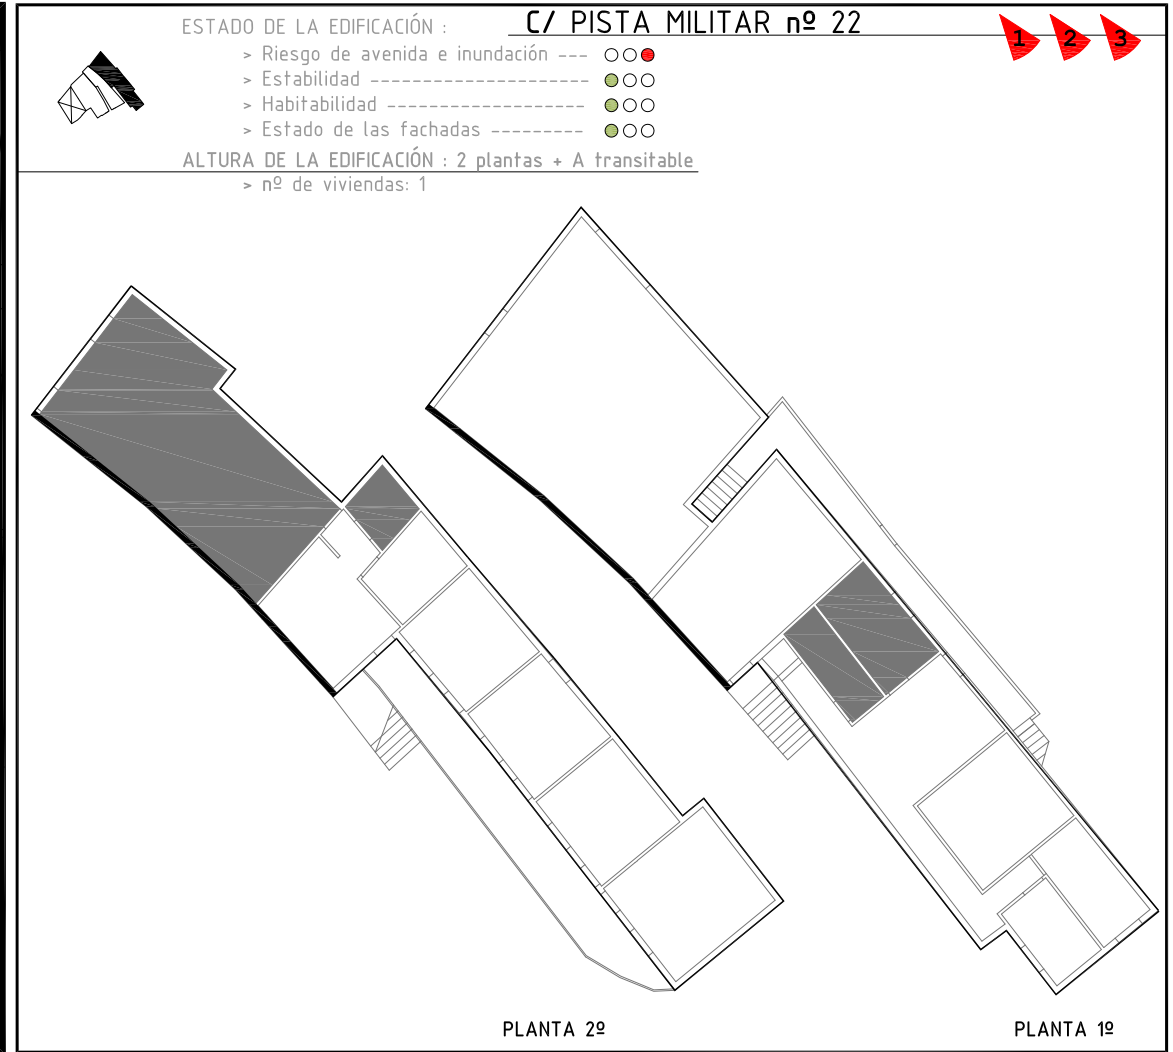 C/ PISTA MILITAR nº 22
1 2 3
ESTADO DE LA EDIFICACIÓN :
> Riesgo de avenida e inundación ---
> Estabilidad ---------------------
> Habitabilidad -------------------
> Estado de las fachadas ---------
ALTURA DE LA EDIFICACIÓN : 2 plantas + A transitable
> nº de viviendas: 1
PLANTA 2º
PLANTA 1º